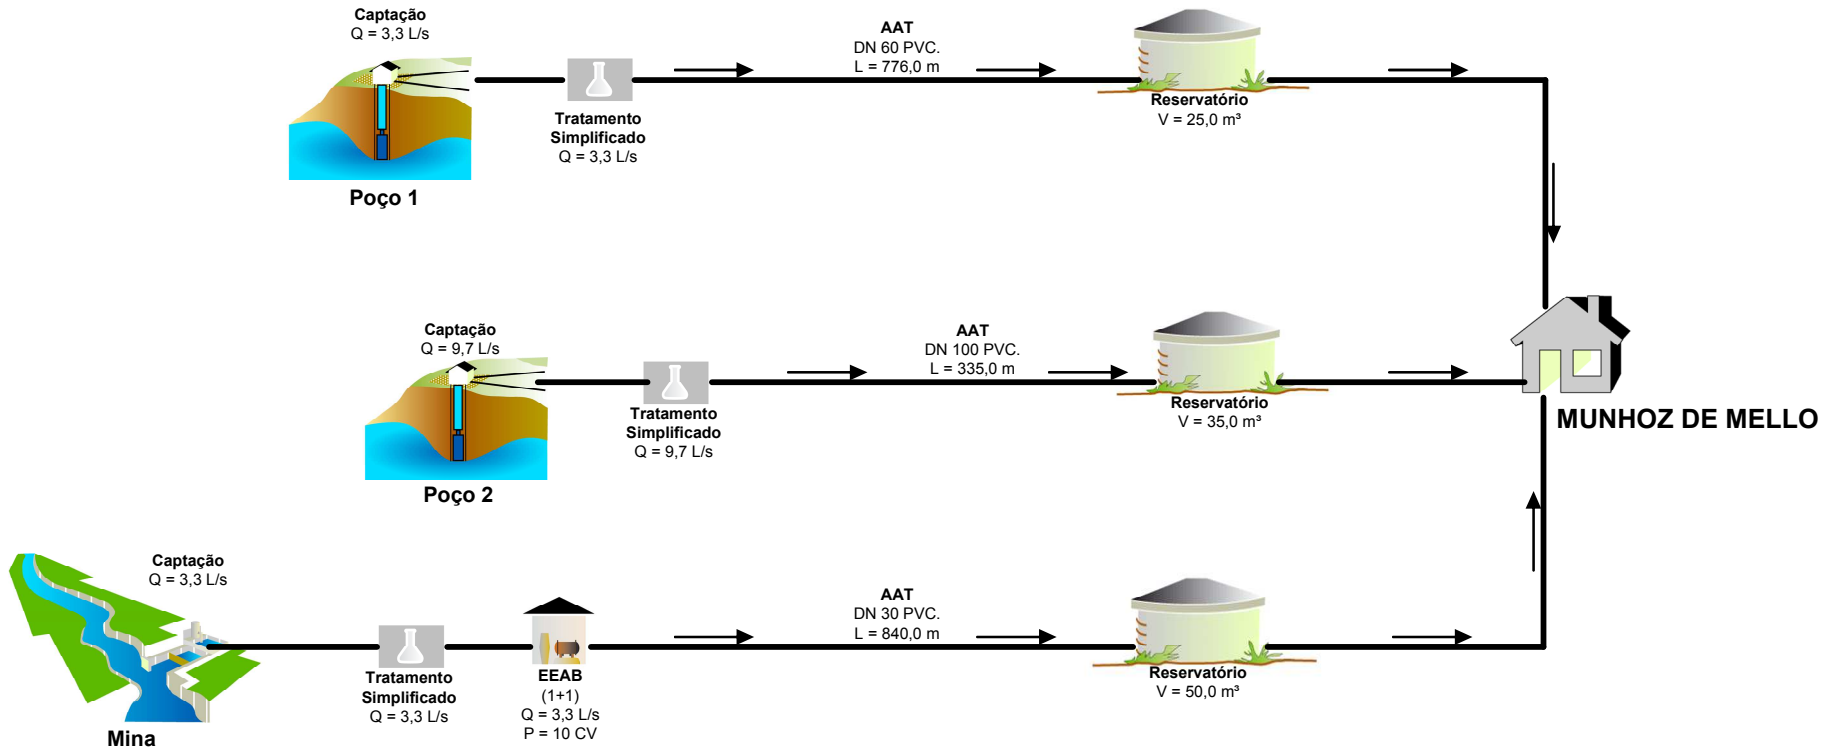 Captação
Q = 3,3 L/s
AAT
DN 60 PVC.
L = 776,0 m
Tratamento
Simplificado
Q = 3,3 L/s
Reservatório
V = 25,0 m³
Poço 1
Captação
Q = 9,7 L/s
AAT
DN 100 PVC.
L = 335,0 m
Tratamento
Simplificado
Q = 9,7 L/s
Reservatório
V = 35,0 m³
MUNHOZ DE MELLO
Poço 2
Captação
Q = 3,3 L/s
AAT
DN 30 PVC.
L = 840,0 m
Tratamento
Simplificado
Q = 3,3 L/s
EEAB
(1+1)
Q = 3,3 L/s
P = 10 CV
Reservatório
V = 50,0 m³
Mina